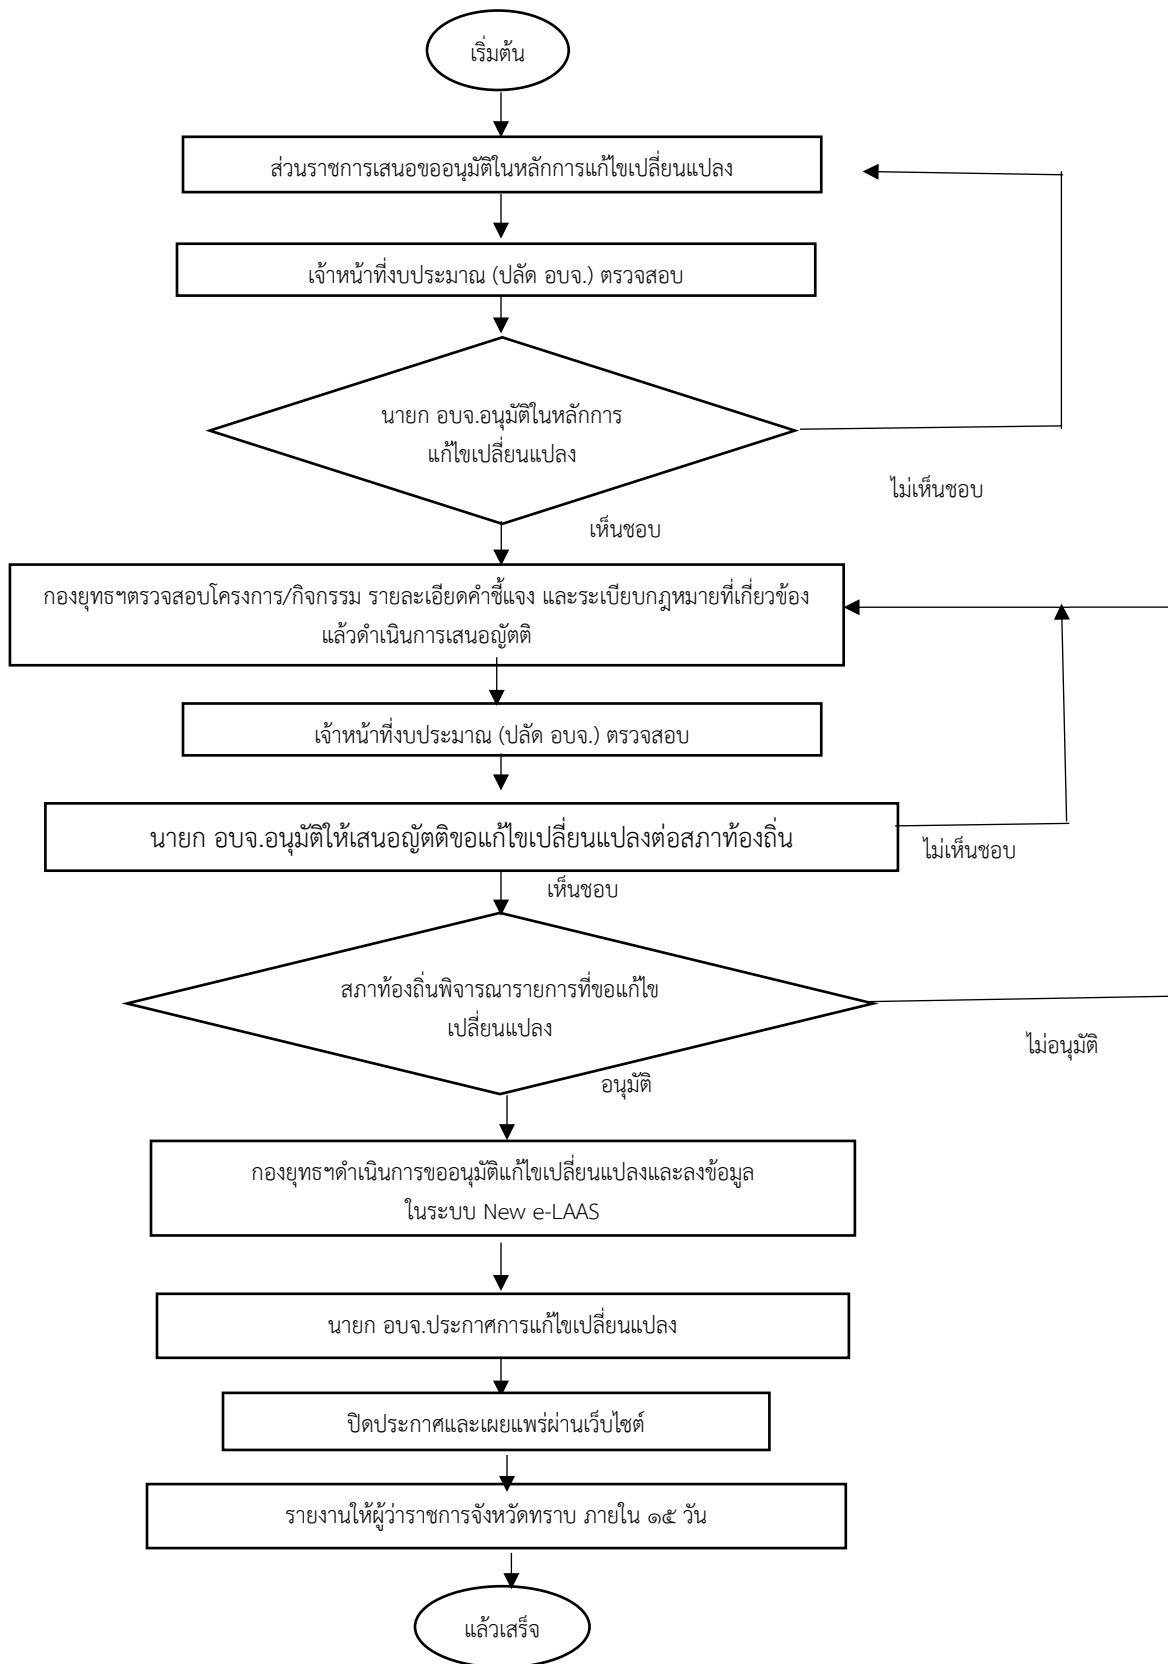 เริ่มต้น
ส่วนราชการเสนอขออนุมัติในหลักการแก้ไขเปลี่ยนแปลง
เจ้าหน้าที่งบประมาณ (ปลัด อบจ.) ตรวจสอบ
นายก อบจ.อนุมัติในหลักการ
แก้ไขเปลี่ยนแปลง
ไม่เห็นชอบ
เห็นชอบ
กองยุทธฯตรวจสอบโครงการ/กิจกรรม รายละเอียดคำชี้แจง และระเบียบกฎหมายที่เกี่ยวข้อง
แล้วดำเนินการเสนอญัตติ
เจ้าหน้าที่งบประมาณ (ปลัด อบจ.) ตรวจสอบ
นายก อบจ.อนุมัติให้เสนอญัตติขอแก้ไขเปลี่ยนแปลงต่อสภาท้องถิ่น
ไม่เห็นชอบ
เห็นชอบ
สภาท้องถิ่นพิจารณารายการที่ขอแก้ไข
เปลี่ยนแปลง
ไม่อนุมัติ
อนุมัติ
กองยุทธฯดำเนินการขออนุมัติแก้ไขเปลี่ยนแปลงและลงข้อมูล
ในระบบ New e-LAAS
นายก อบจ.ประกาศการแก้ไขเปลี่ยนแปลง
ปิดประกาศและเผยแพร่ผ่านเว็บไซต์
รายงานให้ผู้ว่าราชการจังหวัดทราบ ภายใน ๑๕ วัน
แล้วเสร็จ